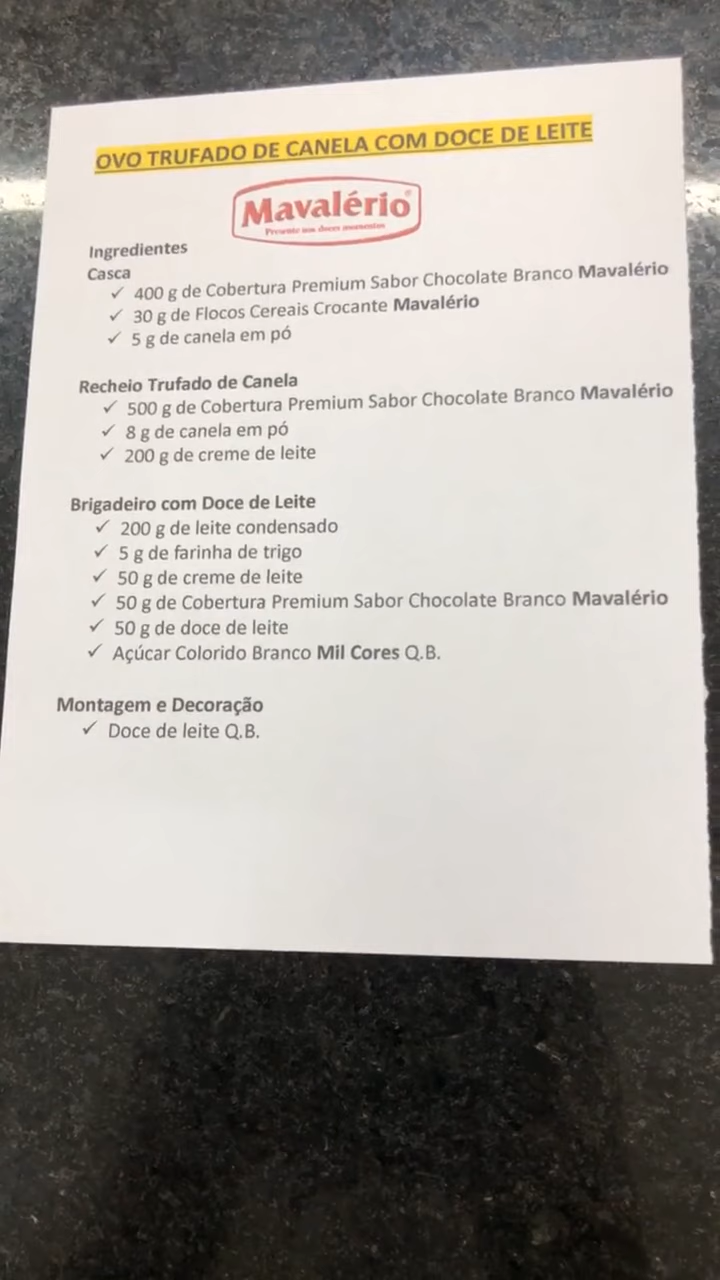 OVO TRUFADO DE CANELA COM DOCE DE LEITE
Mavalério®
Presente nos doces momentos
Ingredientes
Casca
✓ 400 g de Cobertura Premium Sabor Chocolate Branco Mavalério
✓ 30 g de Flocos Cereais Crocante Mavalério
✓ 5 g de canela em pó
Recheio Trufado de Canela
✓ 500 g de Cobertura Premium Sabor Chocolate Branco Mavalério
✓ 8 g de canela em pó
✓ 200 g de creme de leite
Brigadeiro com Doce de Leite
✓ 200 g de leite condensado
✓ 5 g de farinha de trigo
✓ 50 g de creme de leite
✓ 50 g de Cobertura Premium Sabor Chocolate Branco Mavalério
✓ 50 g de doce de leite
✓ Açúcar Colorido Branco Mil Cores Q.B.
Montagem e Decoração
✓ Doce de leite Q.B.